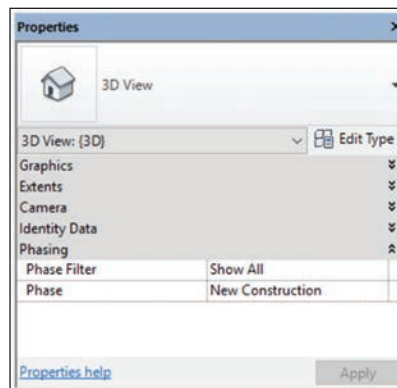 Properties
3D View
3D View: {3D}
Edit Type
Graphics
Extents
Camera
Identity Data
Phasing
Phase Filter Show All
Phase New Construction
Properties help Apply